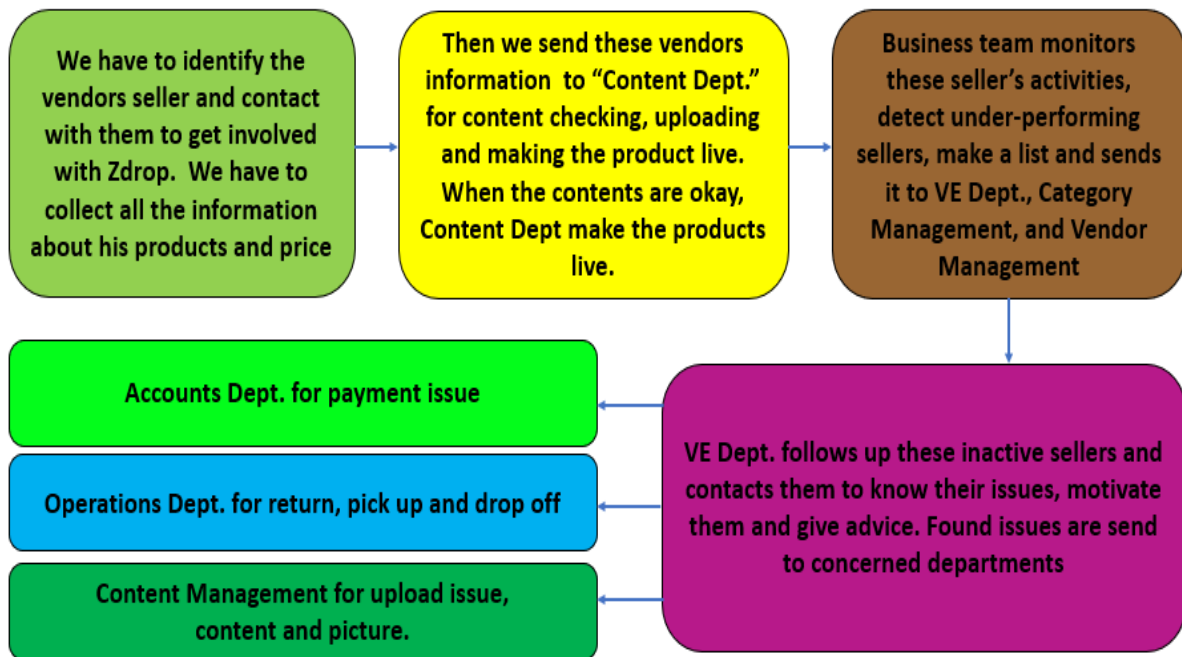 We have to identify the
vendors seller and contact
with them to get involved
with Zdrop. We have to
collect all the information
about his products and price
Then we send these vendors
information to “Content Dept.”
for content checking, uploading
and making the product live.
When the contents are okay,
Content Dept make the products
live.
Business team monitors
these seller’s activities,
detect under-performing
sellers, make a list and sends
it to VE Dept., Category
Management, and Vendor
Management
VE Dept. follows up these inactive sellers and
contacts them to know their issues, motivate
them and give advice. Found issues are send
to concerned departments
Accounts Dept. for payment issue
Operations Dept. for return, pick up and drop off
Content Management for upload issue,
content and picture.